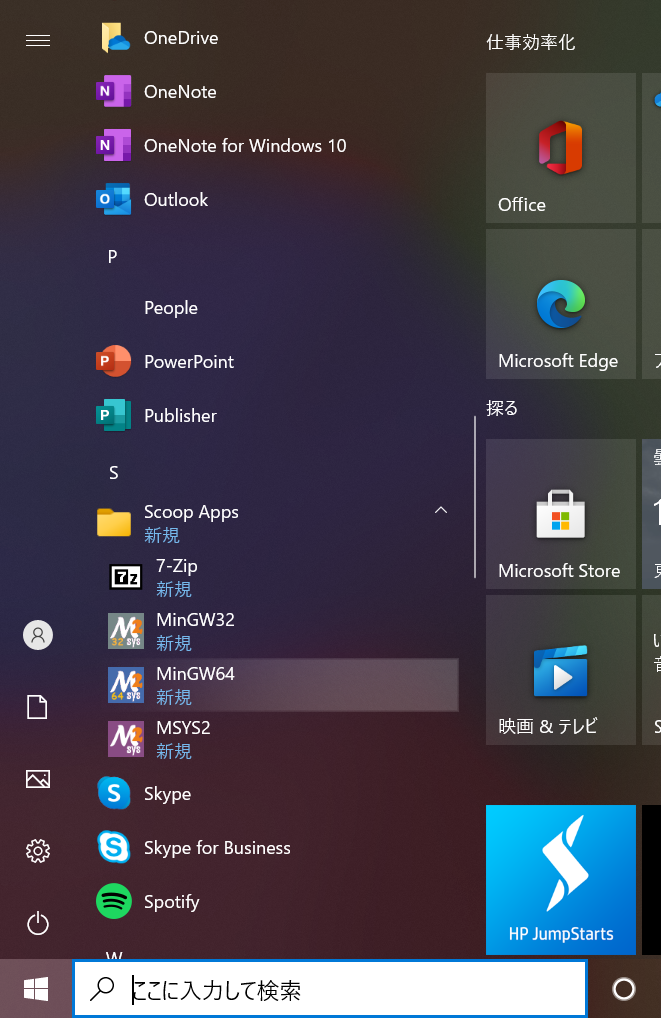 OneDrive
OneNote
OneNote for Windows 10
Outlook
P
People
PowerPoint
Publisher
S
Scoop Apps
新規
7-Zip
新規
MinGW32
新規
MinGW64
新規
MSYS2
新規
Skype
Skype for Business
Spotify
W
仕事効率化
Office
Microsoft Edge
探る
Microsoft Store
映画 & テレビ
HP JumpStarts
ここに入力して検索